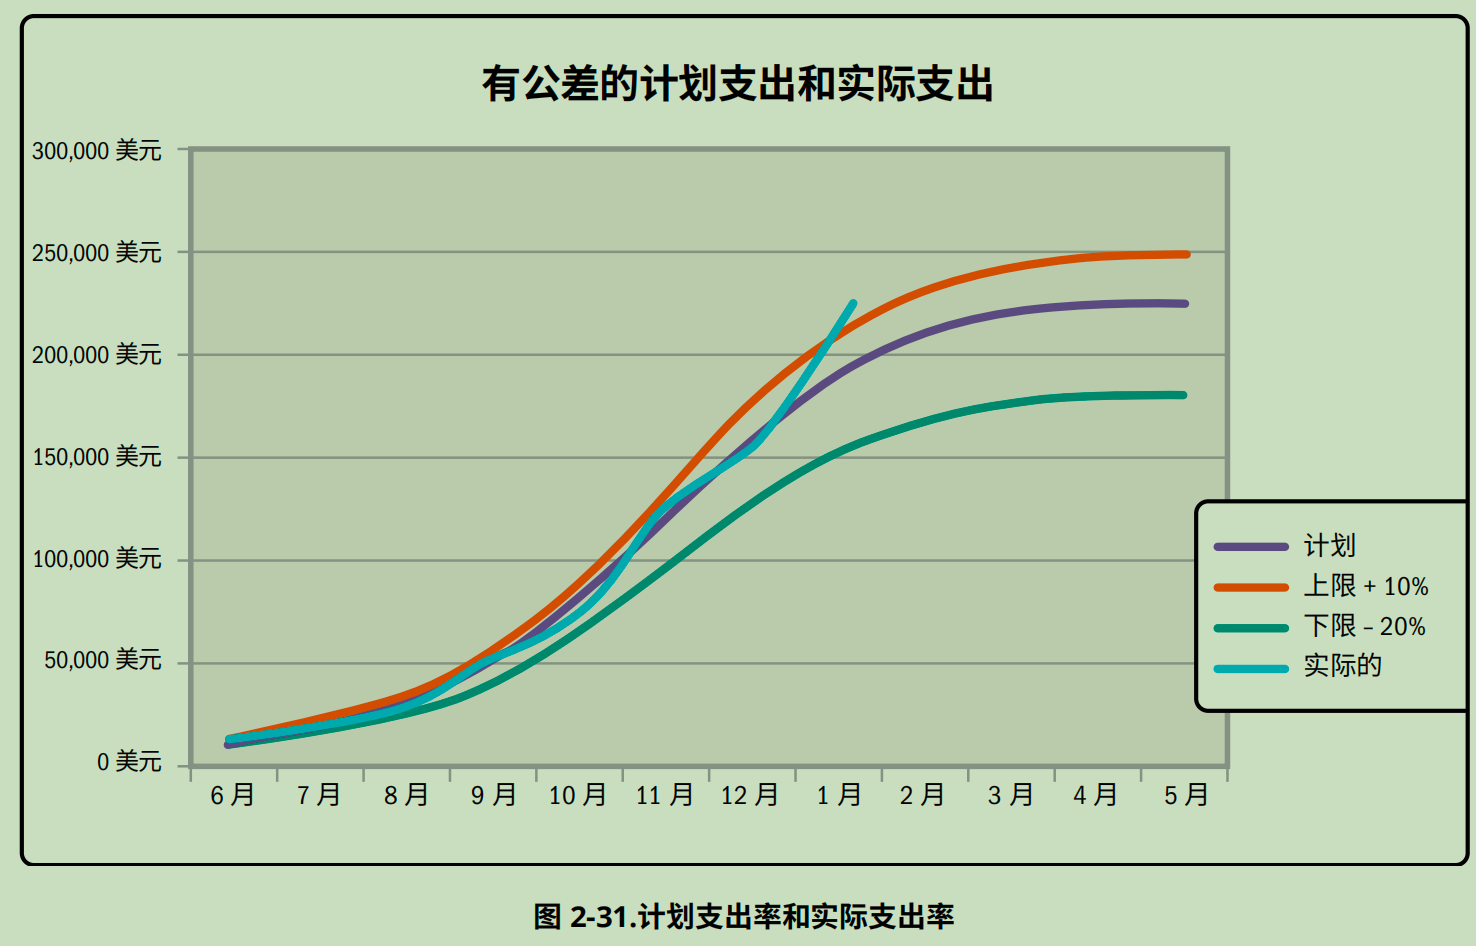 有公差的计划支出和实际支出
300,000 美元
250,000 美元
200,000 美元
150,000 美元
100,000 美元
50,000 美元
0 美元
6 月 7 月 8 月 9 月 10 月 11 月 12 月 1 月 2 月 3 月 4 月 5 月
计划
上限 + 10%
下限 – 20%
实际的
图 2-31.计划支出率和实际支出率